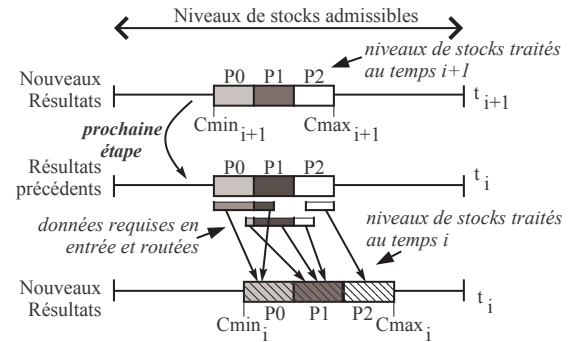 Niveaux de stocks admissibles
niveaux de stocks traités
au temps i+1
Nouveaux
Résultats
P0 P1 P2
t i+1
Cmin i+1 Cmax i+1
prochaine
étape
Résultats
précédents
P0 P1 P2
t i
données requises en
entrée et routées
niveaux de stocks traités
au temps i
Nouveaux
Résultats
t i
P0 P1 P2
Cmin i Cmax i